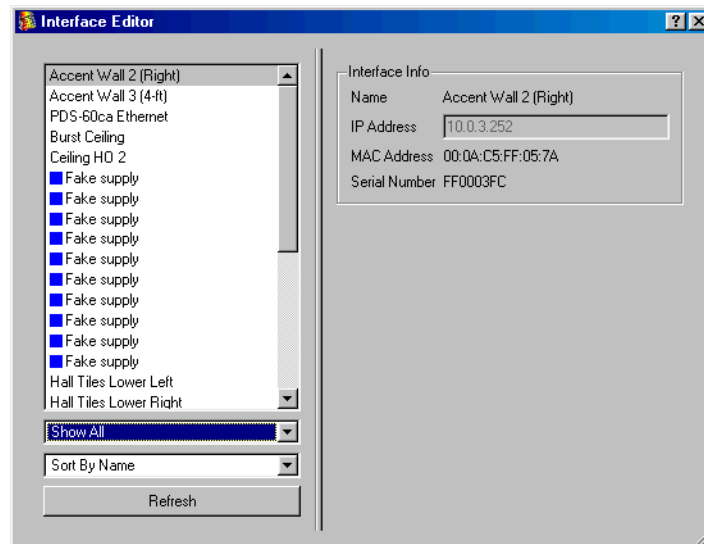 Interface Editor
Accent Wall 2 (Right)
Accent Wall 3 (4-ft)
PDS-60ca Ethernet
Burst Ceiling
Ceiling HO 2
Fake supply
Fake supply
Fake supply
Fake supply
Fake supply
Fake supply
Fake supply
Fake supply
Fake supply
Fake supply
Hall Tiles Lower Left
Hall Tiles Lower Right
Show All
Sort By Name
Refresh
Interface Info
Name Accent Wall 2 (Right)
IP Address 10.0.3.252
MAC Address 00:0A:C5:FF:05:7A
Serial Number FF0003FC